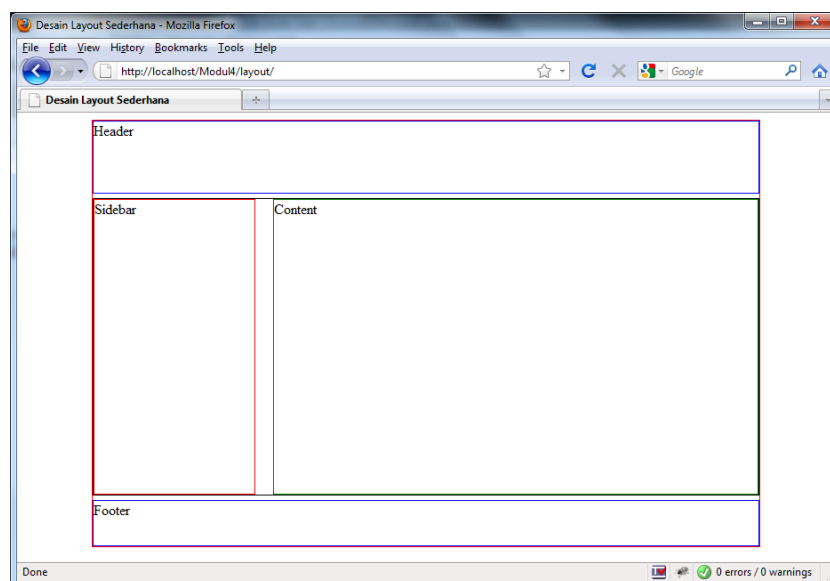 Desain Layout Sederhana - Mozilla Firefox
File Edit View History Bookmarks Tools Help
http://localhost/Modul4/layout/ Google
Desain Layout Sederhana
Header
Sidebar Content
Footer
Done 0 errors / 0 warnings